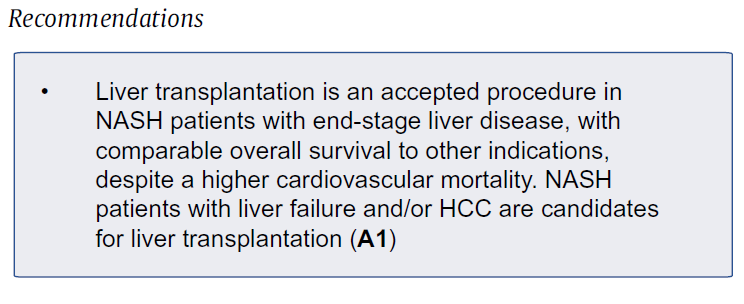 Recommendations
• Liver transplantation is an accepted procedure in
NASH patients with end-stage liver disease, with
comparable overall survival to other indications,
despite a higher cardiovascular mortality. NASH
patients with liver failure and/or HCC are candidates
for liver transplantation (A1)